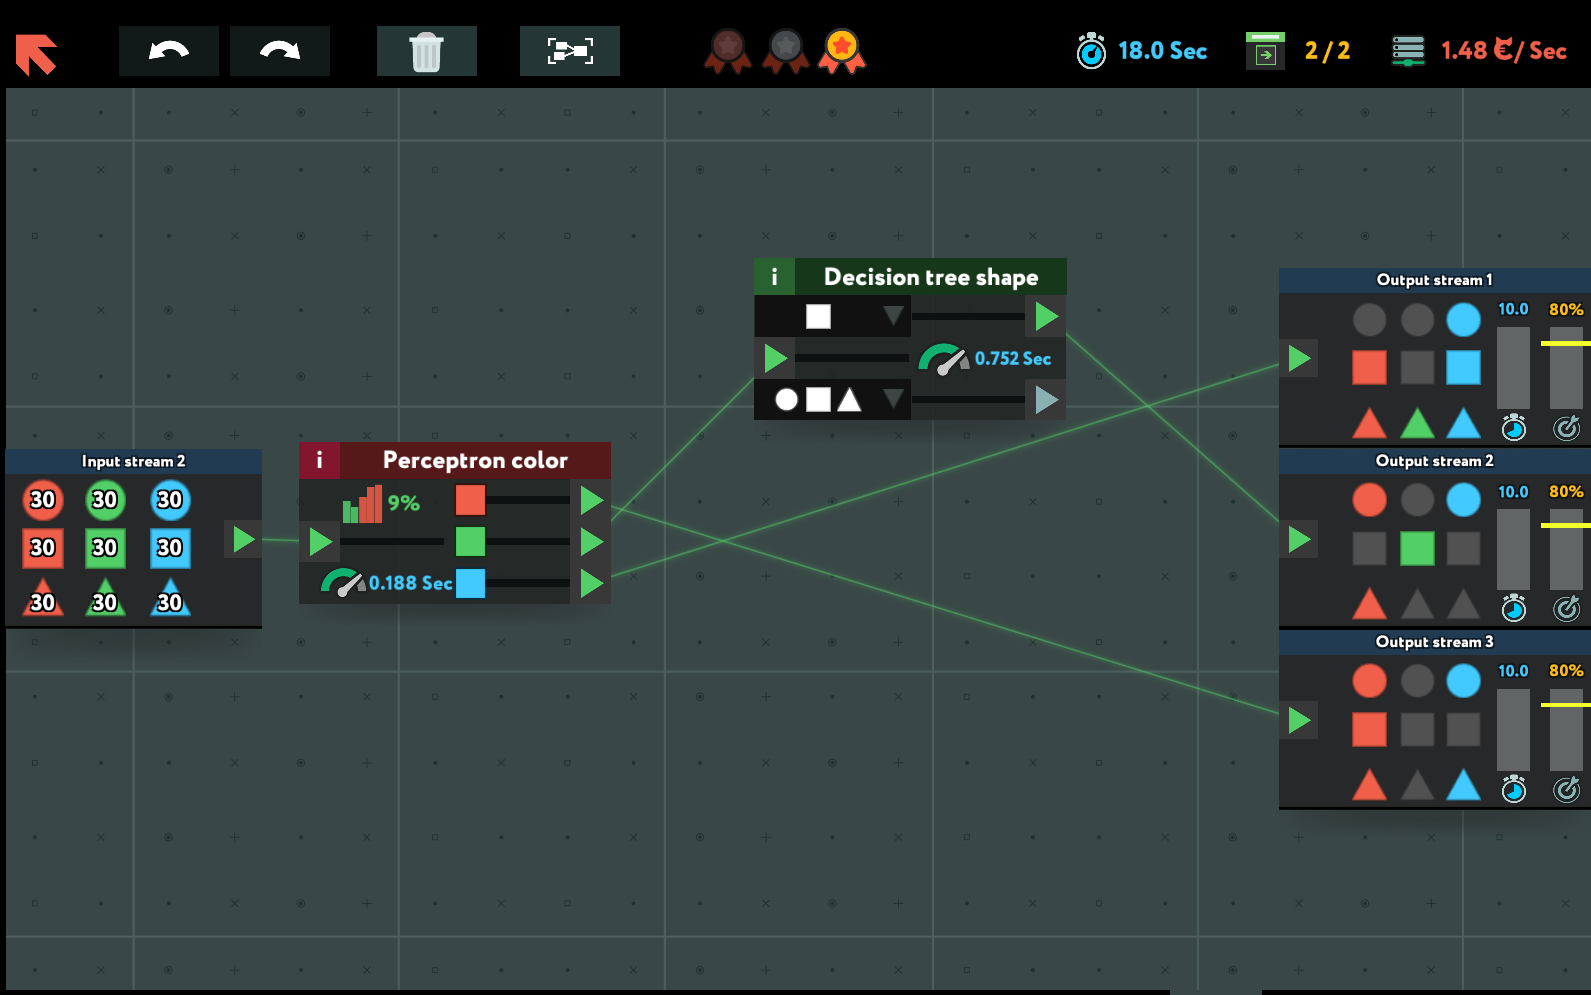 18.0 Sec
2/2
1.48 €/Sec
i Decision tree shape
0.752 Sec
Output stream 1
10.0 80%
Input stream 2
30 30 30
30 30 30
30 30 30
i Perceptron color
9%
0.188 Sec
Output stream 2
10.0 80%
Output stream 3
10.0 80%